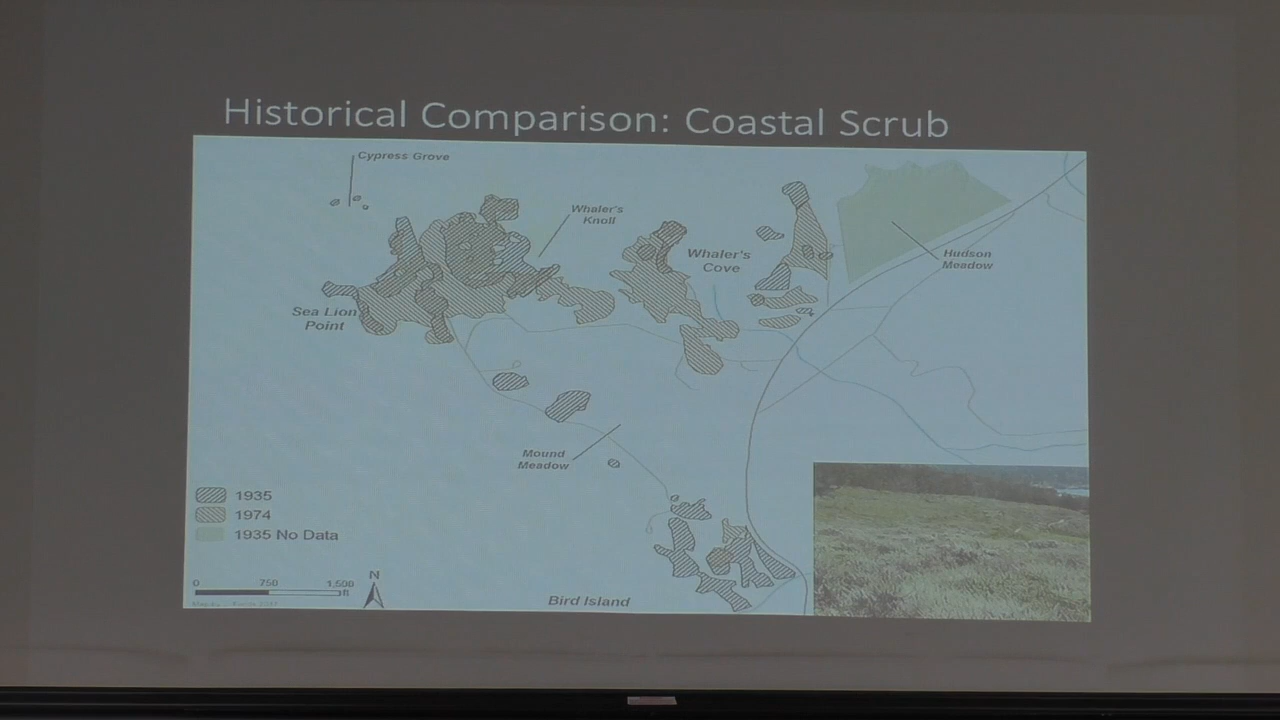 Historical Comparison: Coastal Scrub
Cypress Grove
Whaler's
Knoll
Whaler's
Cove
Hudson
Meadow
Sea Lion
Point
Mound
Meadow
1935
1974
1935 No Data
0 750 1,500
ft
N
Bird Island